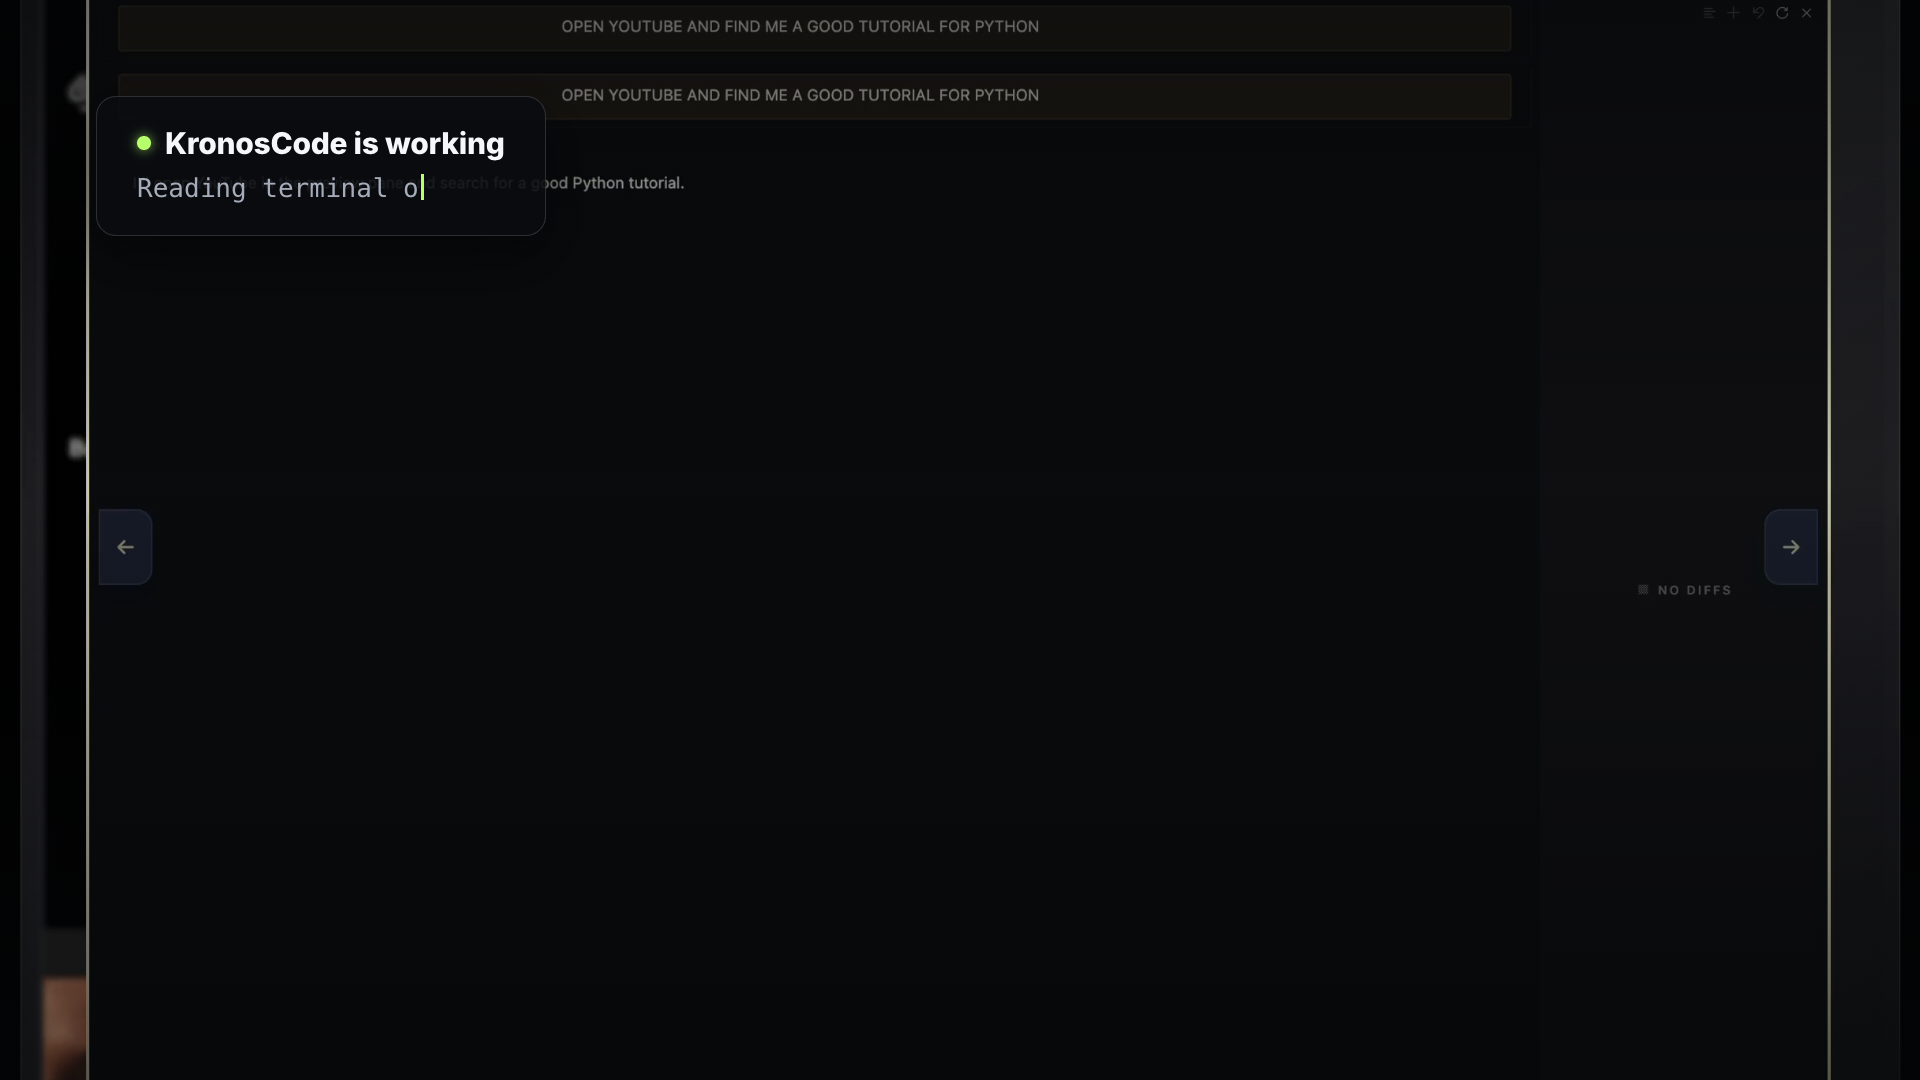 OPEN YOUTUBE AND FIND ME A GOOD TUTORIAL FOR PYTHON
OPEN YOUTUBE AND FIND ME A GOOD TUTORIAL FOR PYTHON
KronosCode is working
Reading terminal o
search for a good Python tutorial.
NO DIFFS